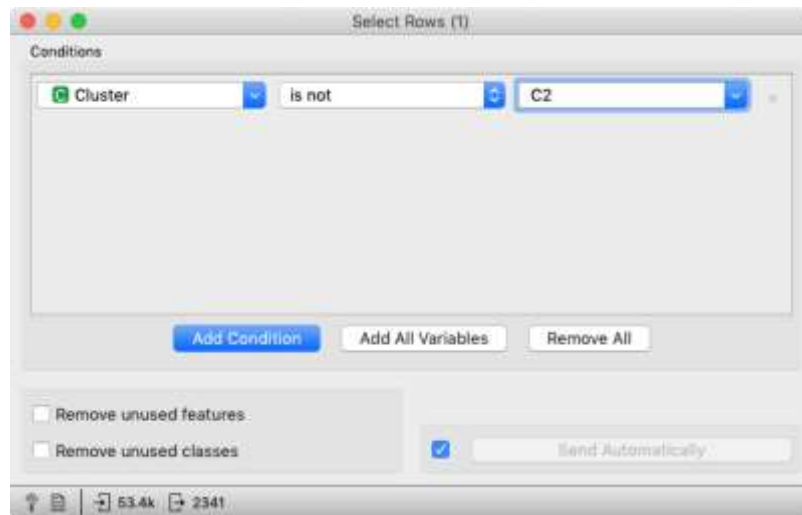 Select Rows (1)
Conditions
C Cluster is not C2
Add Condition Add All Variables Remove All
Remove unused features
Remove unused classes
Send Automatically
53.4k 2341